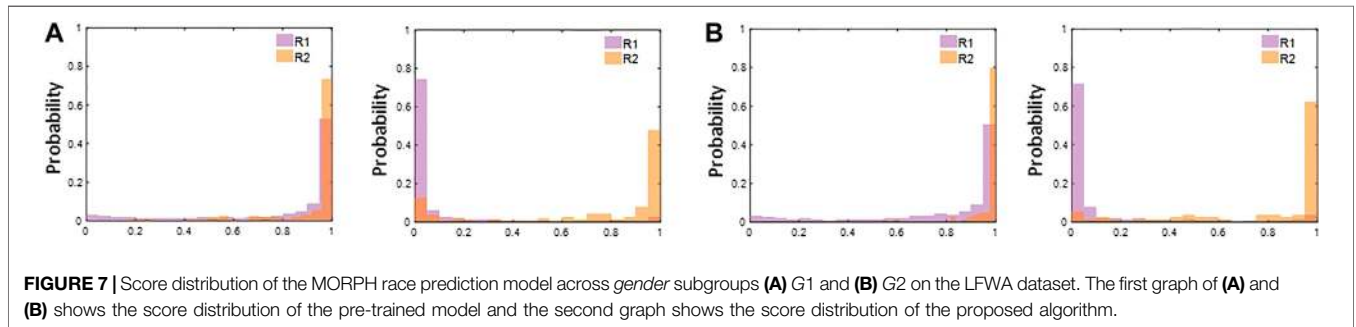 A
R1
R2
Probability
1
0.8
0.6
0.4
0.2
0
0 0.2 0.4 0.6 0.8 1
R1
R2
Probability
1
0.8
0.6
0.4
0.2
0
0 0.2 0.4 0.6 0.8 1
B
R1
R2
Probability
1
0.8
0.6
0.4
0.2
0
0 0.2 0.4 0.6 0.8 1
R1
R2
Probability
1
0.8
0.6
0.4
0.2
0
0 0.2 0.4 0.6 0.8 1
FIGURE 7 | Score distribution of the MORPH race prediction model across gender subgroups (A) G1 and (B) G2 on the LFWA dataset. The first graph of (A) and
(B) shows the score distribution of the pre-trained model and the second graph shows the score distribution of the proposed algorithm.